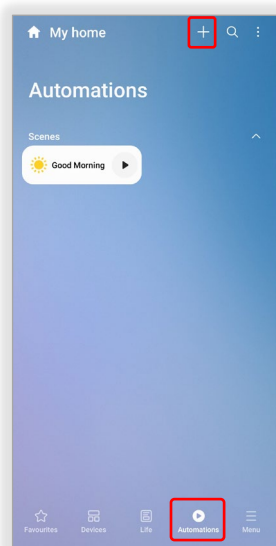 My home
Automations
Scenes
Good Morning
Favourites Devices Life Automations Menu